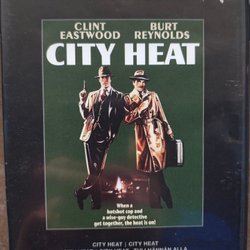 CLINT BURT
EASTWOOD REYNOLDS
CITY HEAT
When a
hotshot cop and
a wise-guy detective
get together, the heat is on!
CITY HEAT | CITY HEAT